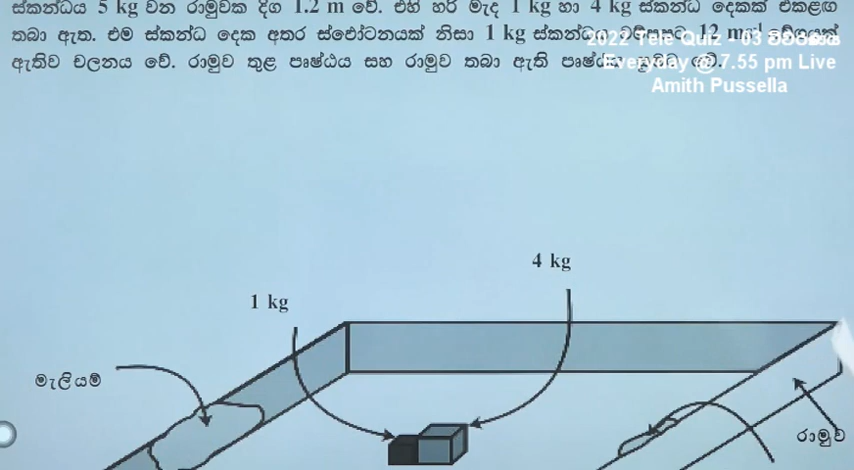 ස්කන්ධය 5 kg වන රාමුවක දිග 1.2 m වේ. එහි හරි මැද 1 kg හා 4 kg ස්කන්ධ දෙකක් එකළඟ
තබා ඇත. එම ස්කන්ධ දෙක අතර ස්ඵෝටනයක් නිසා 1 kg ස්කන්ධය 12 ms⁻¹
ඇතිව චලනය වේ. රාමුව තුළ පෘෂ්ඨය සහ රාමුව තබා ඇති වේ.
2022 Tele Quiz - 03 විවරණය
Everyday @ 7.55 pm Live
Amith Pussella
4 kg
1 kg
මැලියම්
රාමුව